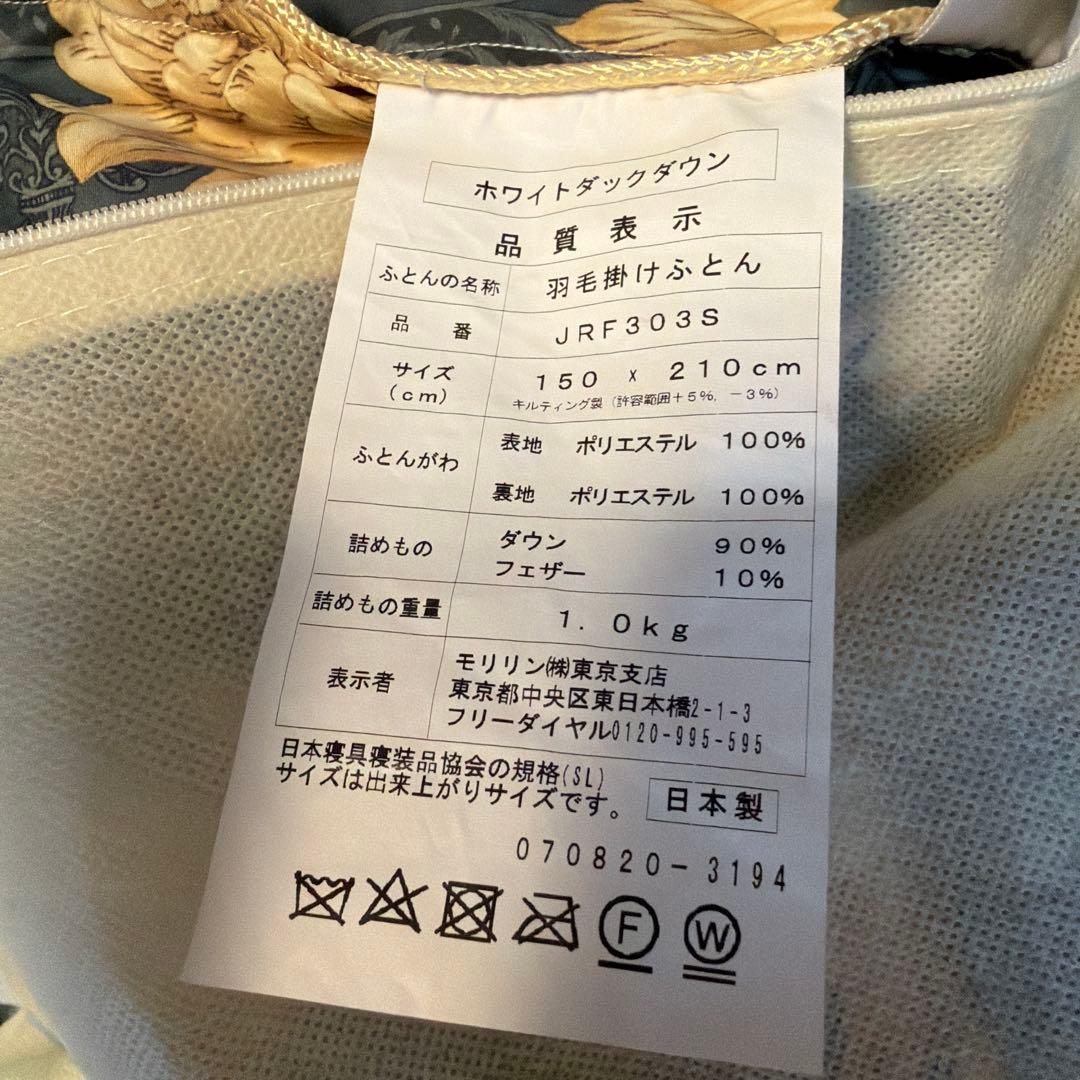 ホワイトダックダウン
品質表示
ふとんの名称 羽毛掛けふとん
品番 JRF303S
サイズ(cm) 150 x 210cm
キルティング製(許容範囲+5%, -3%)
ふとんがわ 表地 ポリエステル 100%
裏地 ポリエステル 100%
詰めもの ダウン 90%
フェザー 10%
詰めもの重量 1.0kg
表示者 モリリン㈱東京支店
東京都中央区東日本橋2-1-3
フリーダイヤル0120-995-595
日本寝具寝装品協会の規格(SL)
サイズは出来上がりサイズです。
日本製
070820-3194
F W